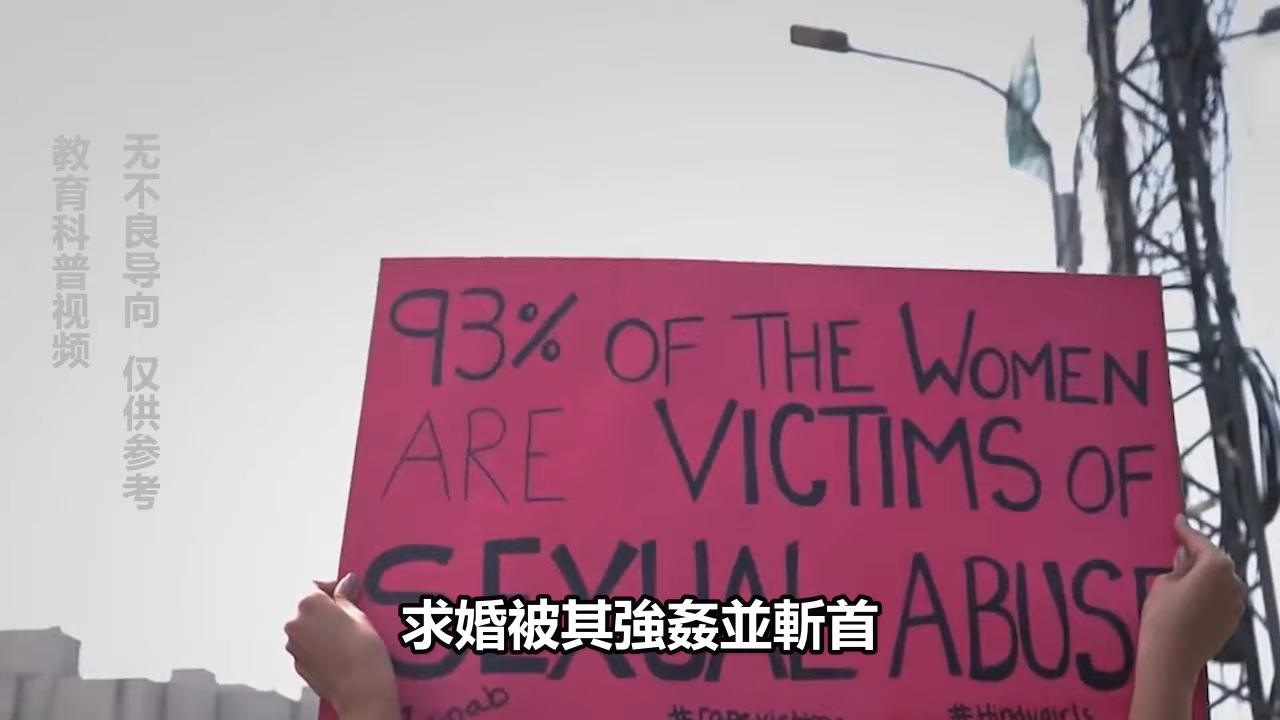 教育科普视频
无不良导向 仅供参考
93% OF THE WOMEN
ARE VICTIMS OF
SEXUAL ABUSE
求婚被其強姦並斬首